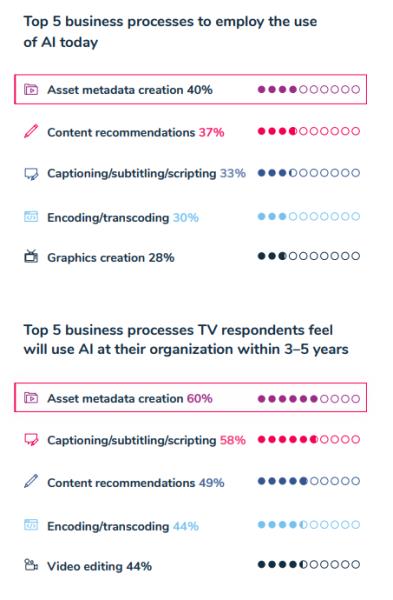 Top 5 business processes to employ the use
of AI today
Asset metadata creation 40%
Content recommendations 37%
Captioning/subtitling/scripting 33%
Encoding/transcoding 30%
Graphics creation 28%
Top 5 business processes TV respondents feel
will use AI at their organization within 3–5 years
Asset metadata creation 60%
Captioning/subtitling/scripting 58%
Content recommendations 49%
Encoding/transcoding 44%
Video editing 44%